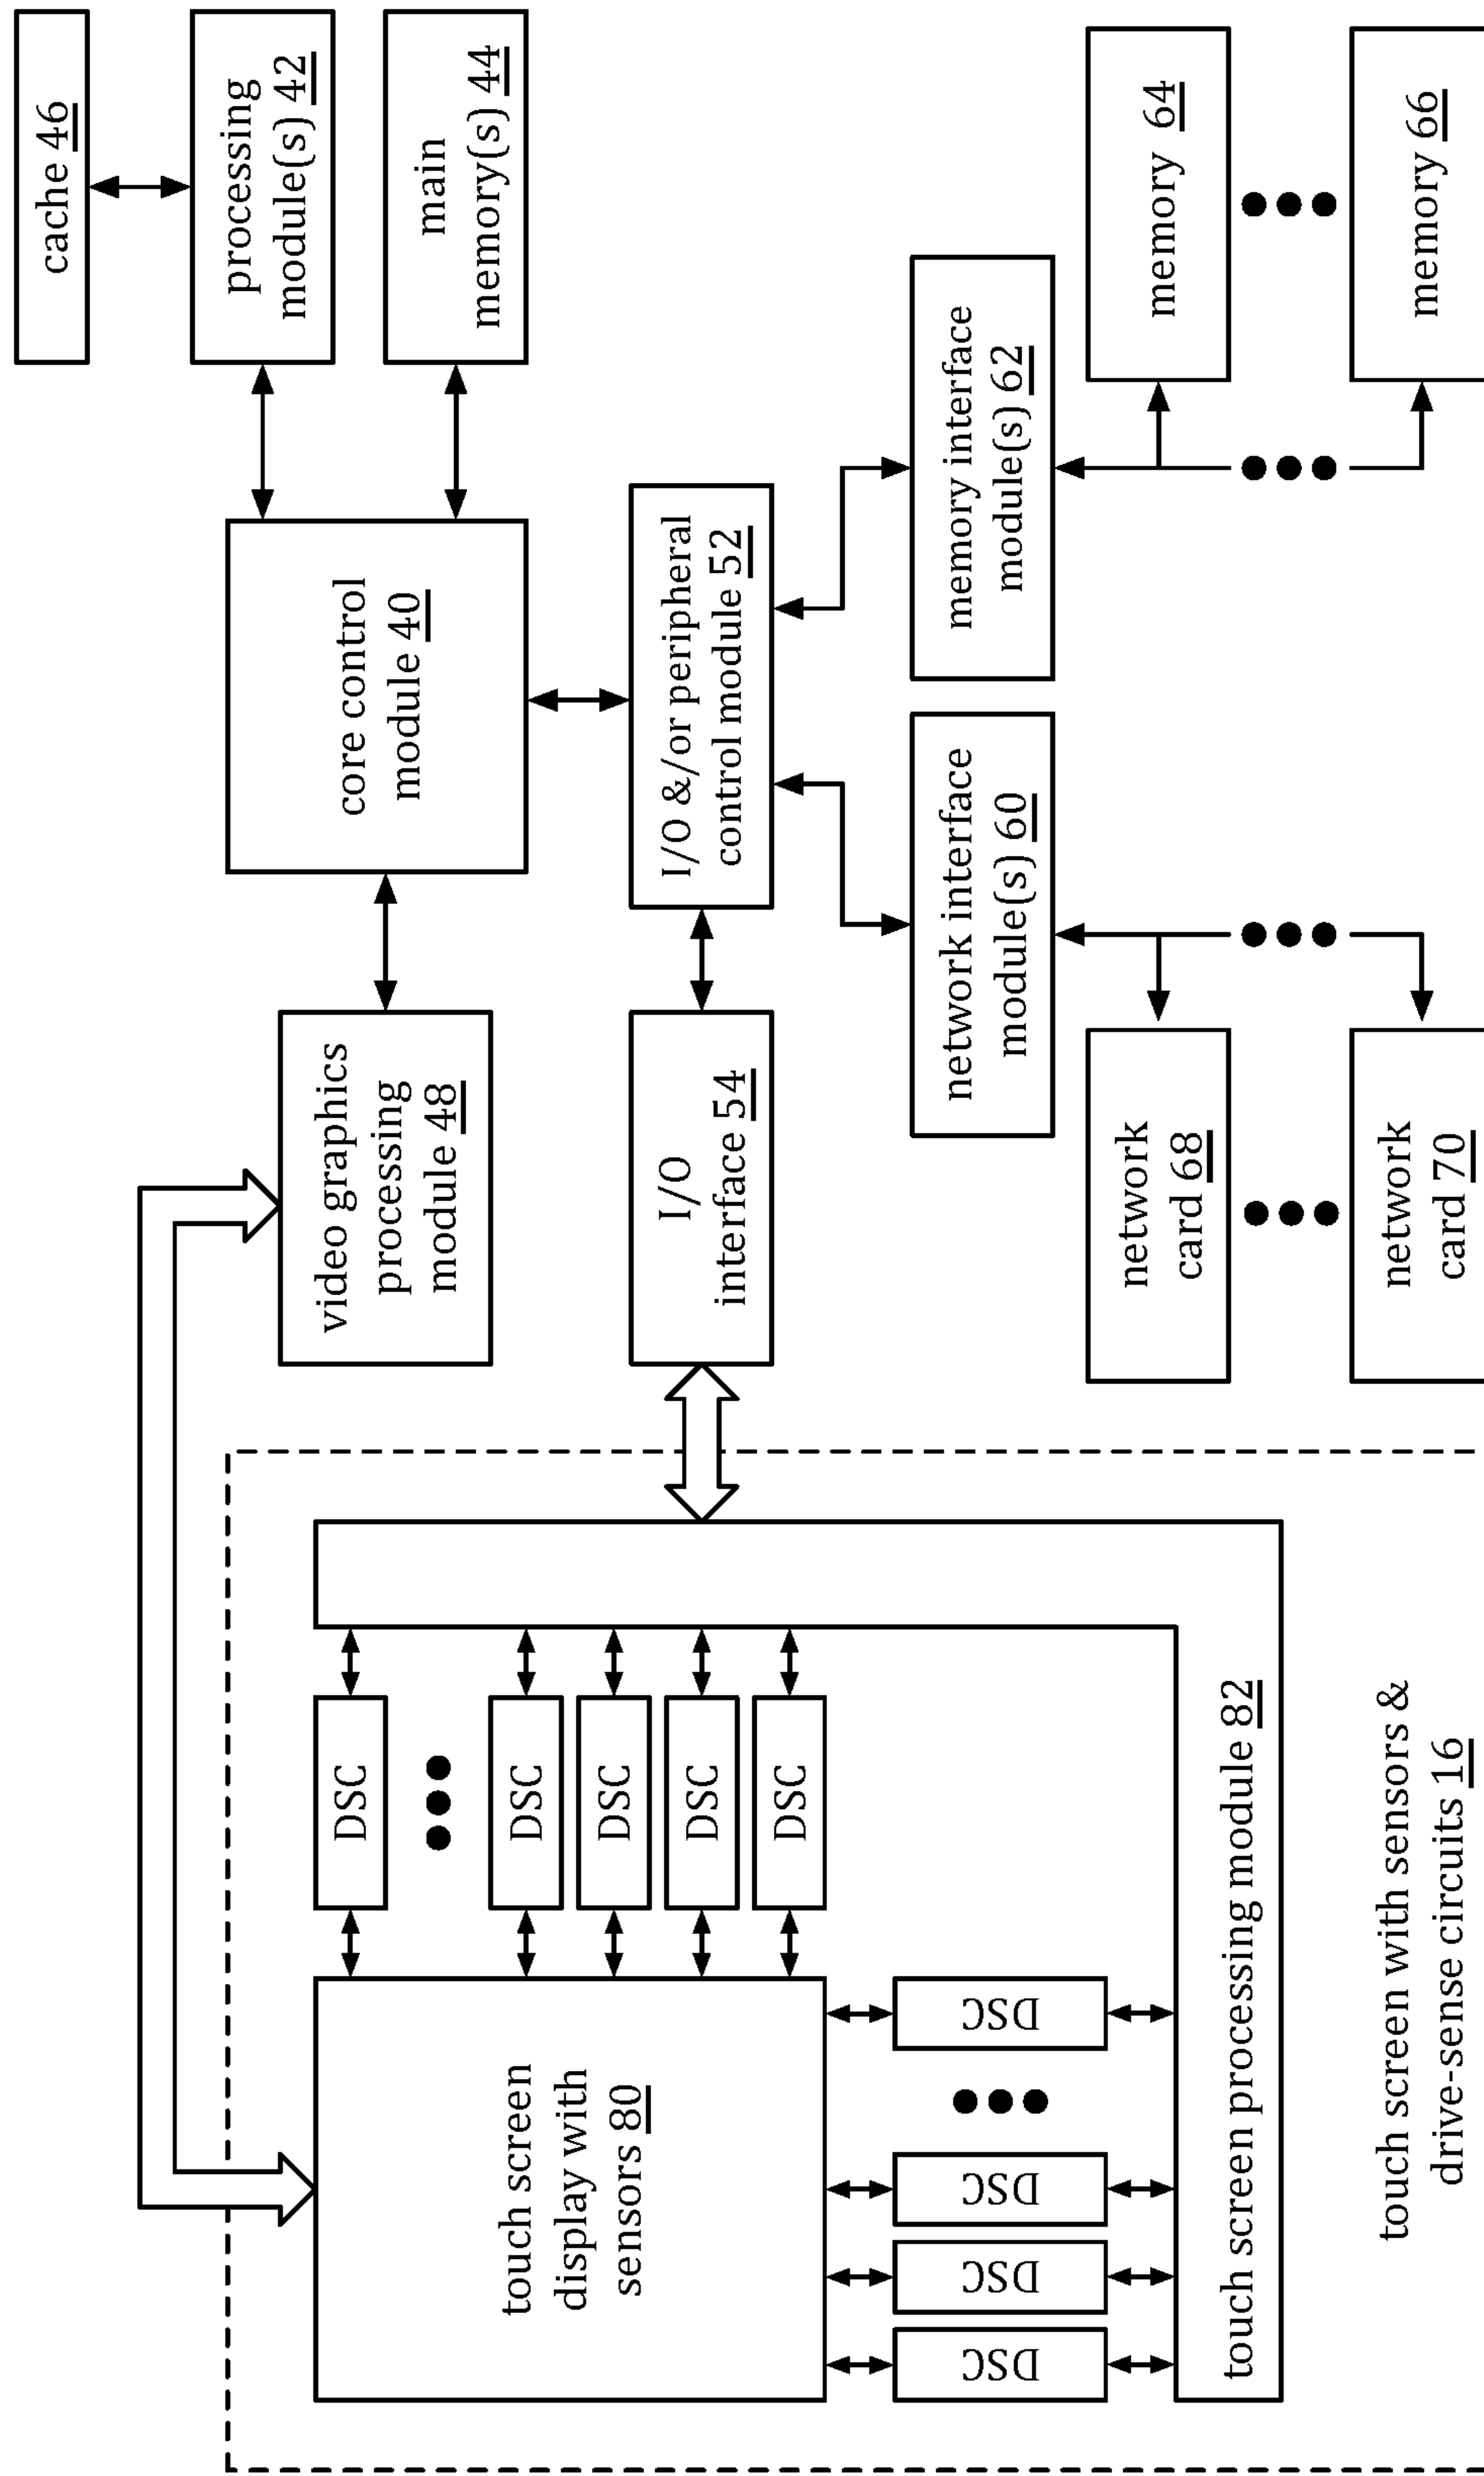 cache 46
processing
module(s) 42
main
memory(s) 44
core control
module 40
video graphics
processing
module 48
I/O &/or peripheral
control module 52
I/O
interface 54
memory interface
module(s) 62
network interface
module(s) 60
memory 64
memory 66
network
card 68
network
card 70
DSC
DSC
DSC
DSC
DSC
touch screen
display with
sensors 80
DSC
DSC
DSC
DSC
touch screen processing module 82
touch screen with sensors &
drive-sense circuits 16